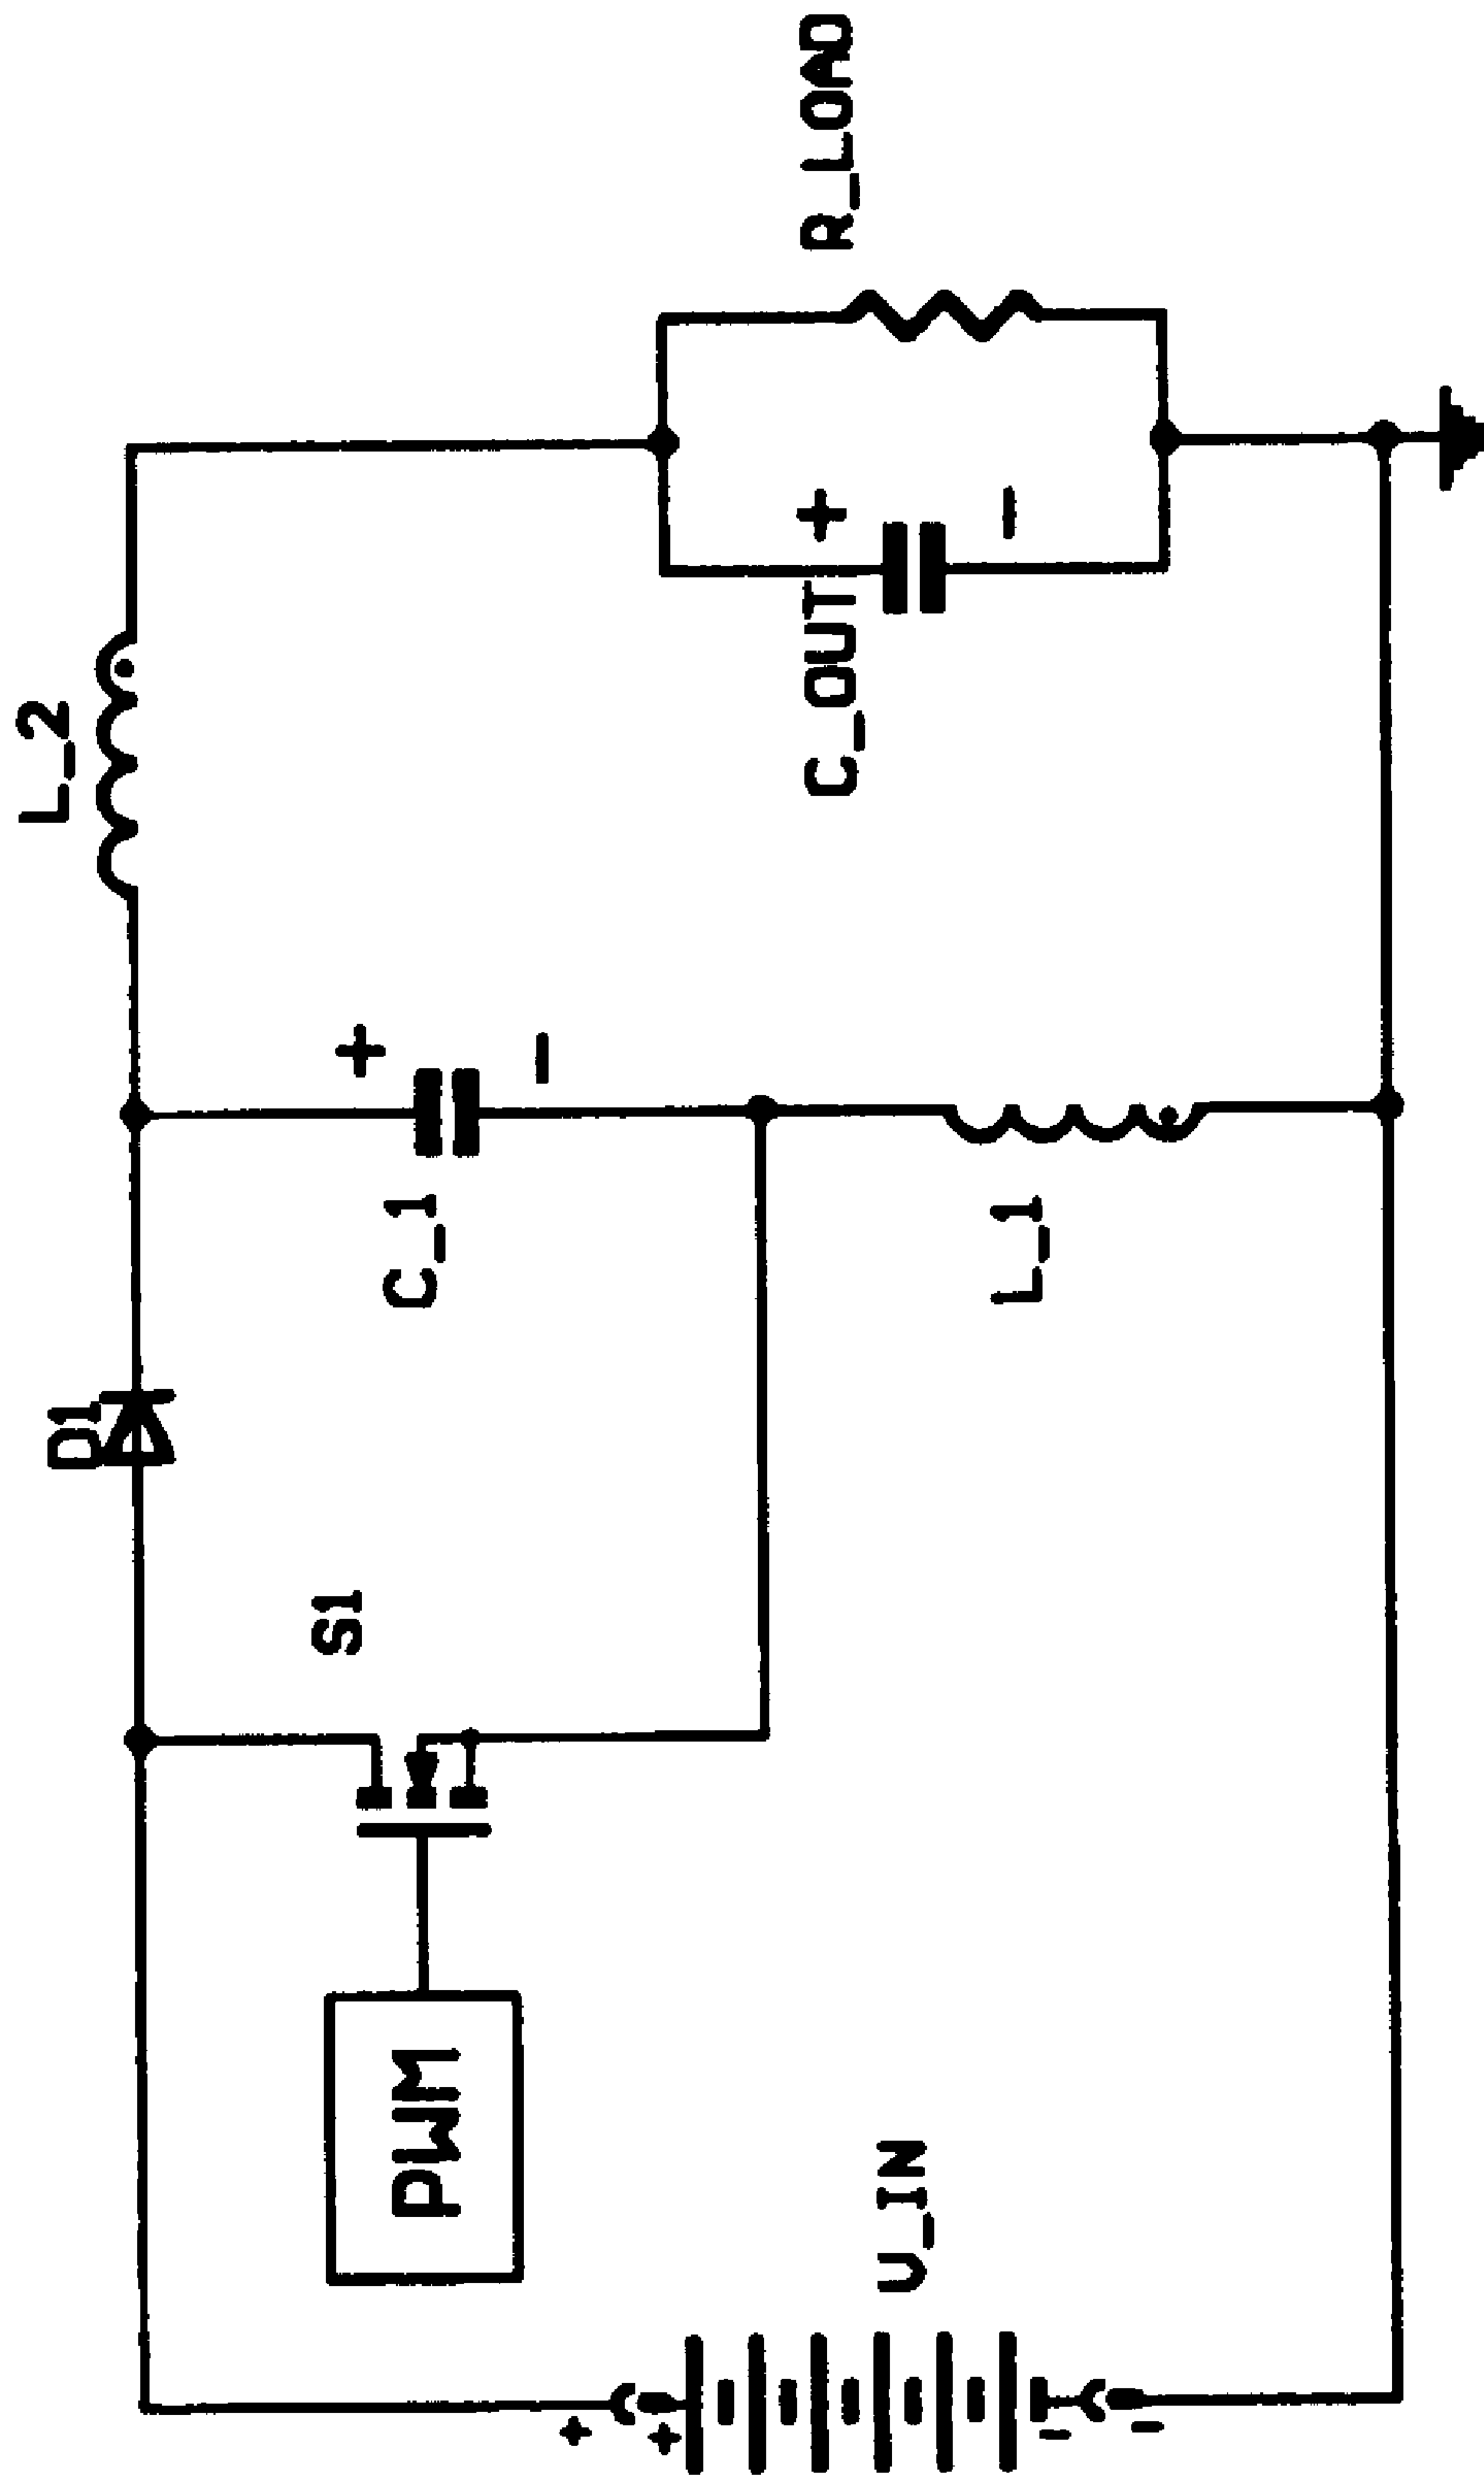 L_2
D1
S1
C_1
+
-
PWM
L_1
C_OUT
+
-
R_LOAD
U_IN
+
+
-
-